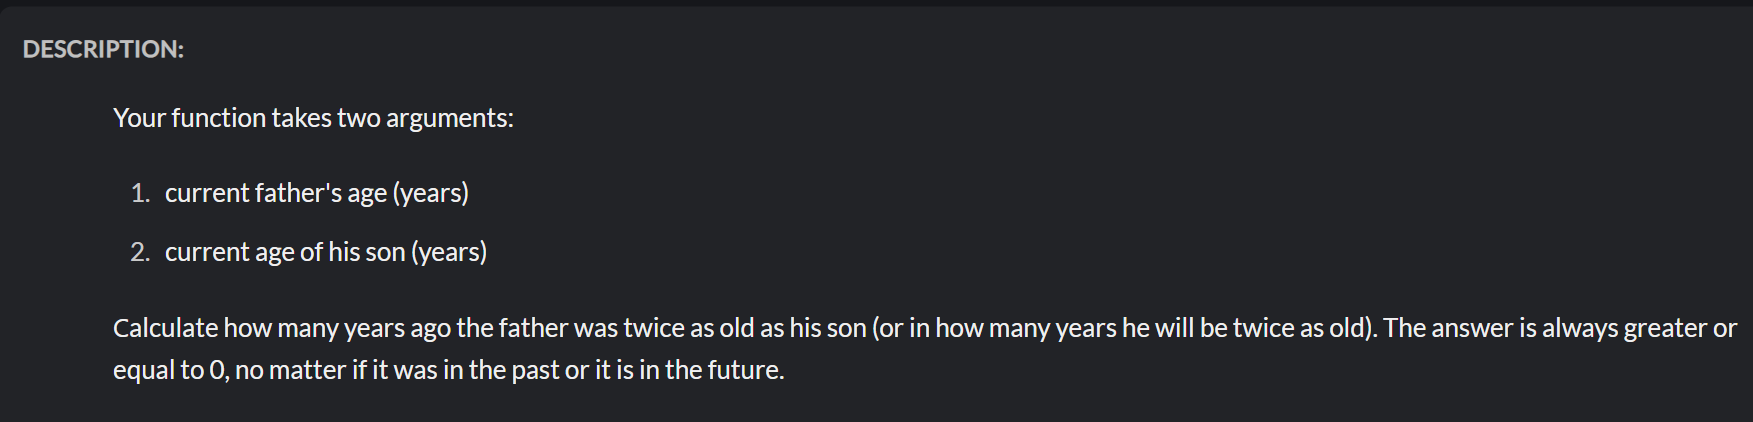 DESCRIPTION:
Your function takes two arguments:
1. current father's age (years)
2. current age of his son (years)
Calculate how many years ago the father was twice as old as his son (or in how many years he will be twice as old). The answer is always greater or
equal to 0, no matter if it was in the past or it is in the future.